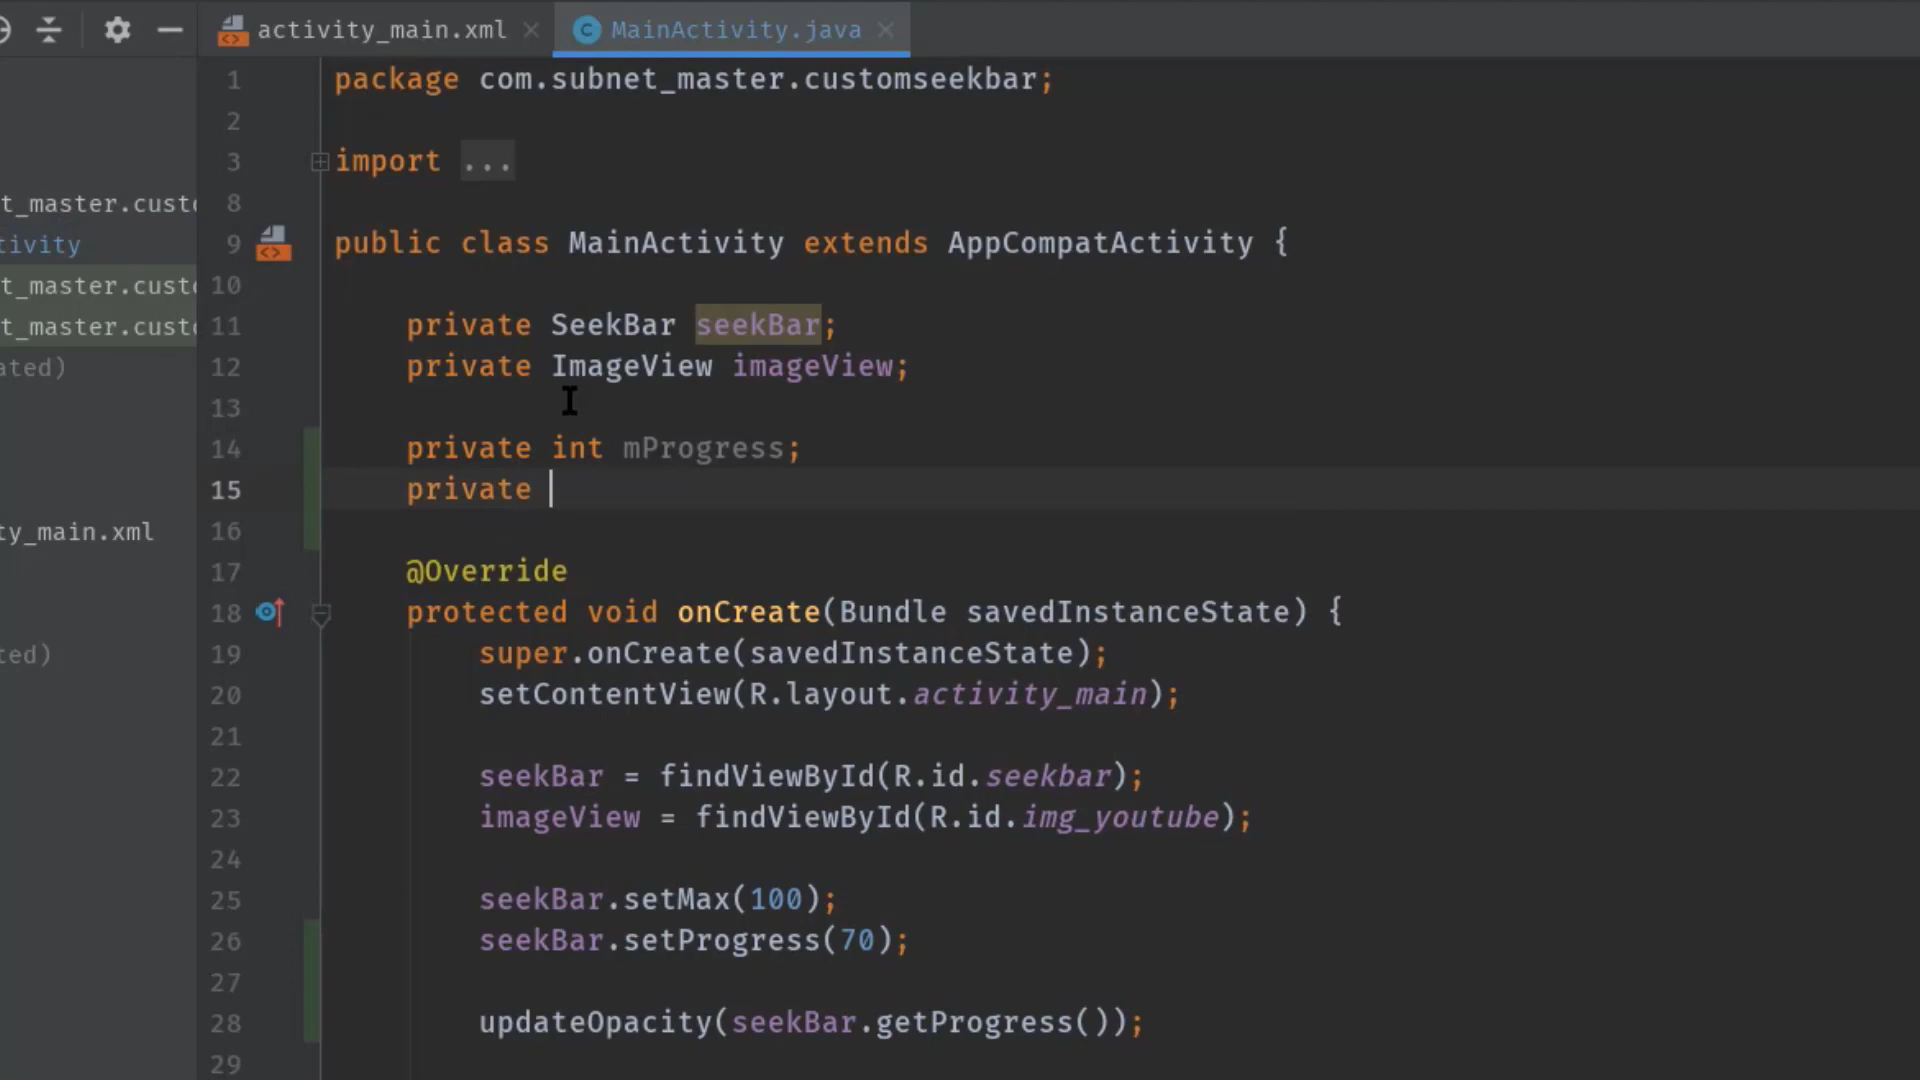 activity_main.xml
MainActivity.java
1 package com.subnet_master.customseekbar;
2
3 import ...
t_master.custo 8
tivity 9 public class MainActivity extends AppCompatActivity {
t_master.custo 10
t_master.custo 11 private SeekBar seekBar;
ated) 12 private ImageView imageView;
13
14 private int mProgress;
15 private
ty_main.xml 16
17 @Override
18 protected void onCreate(Bundle savedInstanceState) {
ted) 19 super.onCreate(savedInstanceState);
20 setContentView(R.layout.activity_main);
21
22 seekBar = findViewById(R.id.seekbar);
23 imageView = findViewById(R.id.img_youtube);
24
25 seekBar.setMax(100);
26 seekBar.setProgress(70);
27
28 updateOpacity(seekBar.getProgress());
29